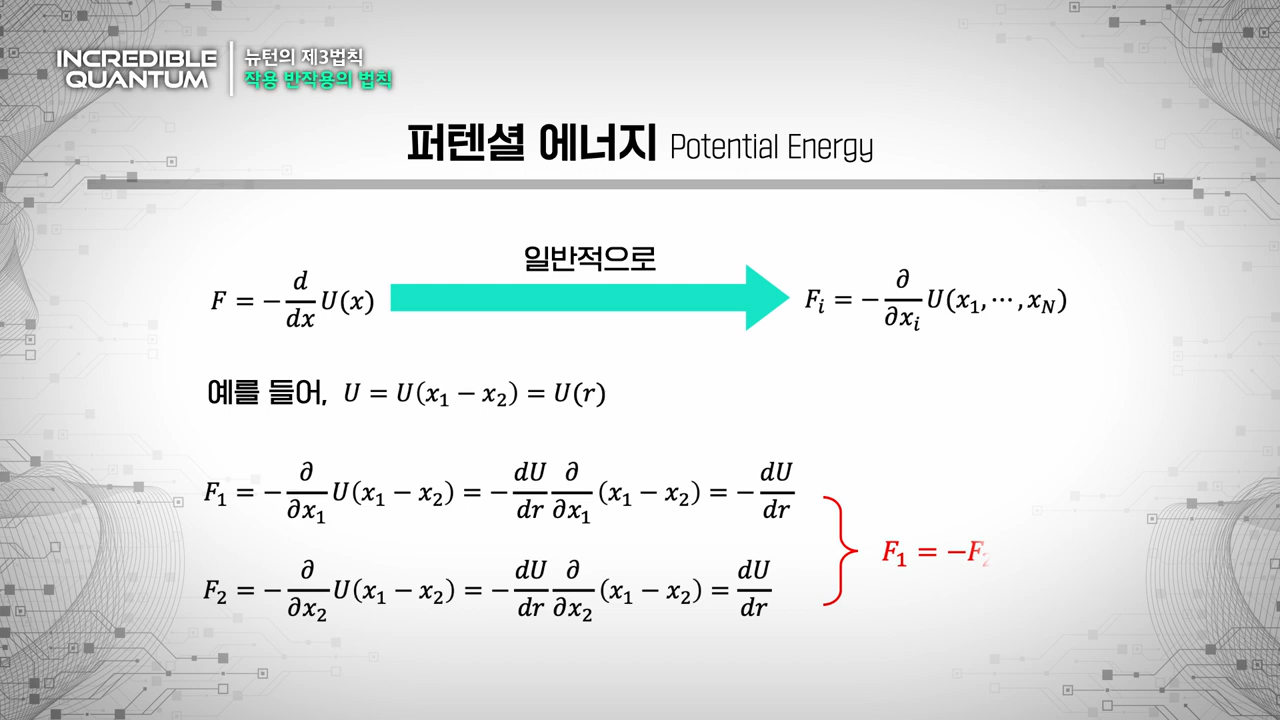 INCREDIBLE
QUANTUM
뉴턴의 제3법칙
작용 반작용의 법칙
퍼텐셜 에너지 Potential Energy
일반적으로
F = −d/dx U(x)
F_i = −∂/∂x_i U(x_1, ⋯ , x_N)
예를 들어, U = U(x_1 − x_2) = U(r)
F_1 = −∂/∂x_1 U(x_1 − x_2) = −dU/dr ∂/∂x_1 (x_1 − x_2) = −dU/dr
F_2 = −∂/∂x_2 U(x_1 − x_2) = −dU/dr ∂/∂x_2 (x_1 − x_2) = dU/dr
F_1 = −F_2